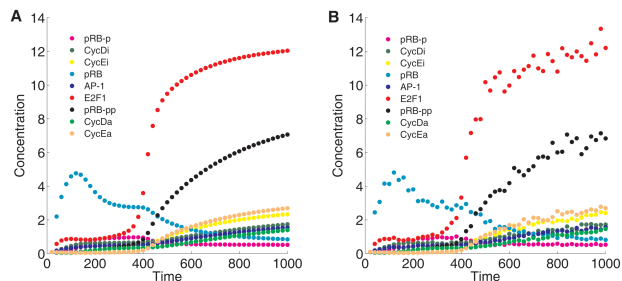 A
14
12
10
8
6
4
2
0
Concentration
pRB-p
CycDi
CycEi
pRB
AP-1
E2F1
pRB-pp
CycDa
CycEa
0
200
400
600
800
1000
Time
B
14
12
10
8
6
4
2
0
Concentration
pRB-p
CycDi
CycEi
pRB
AP-1
E2F1
pRB-pp
CycDa
CycEa
0
200
400
600
800
1000
Time